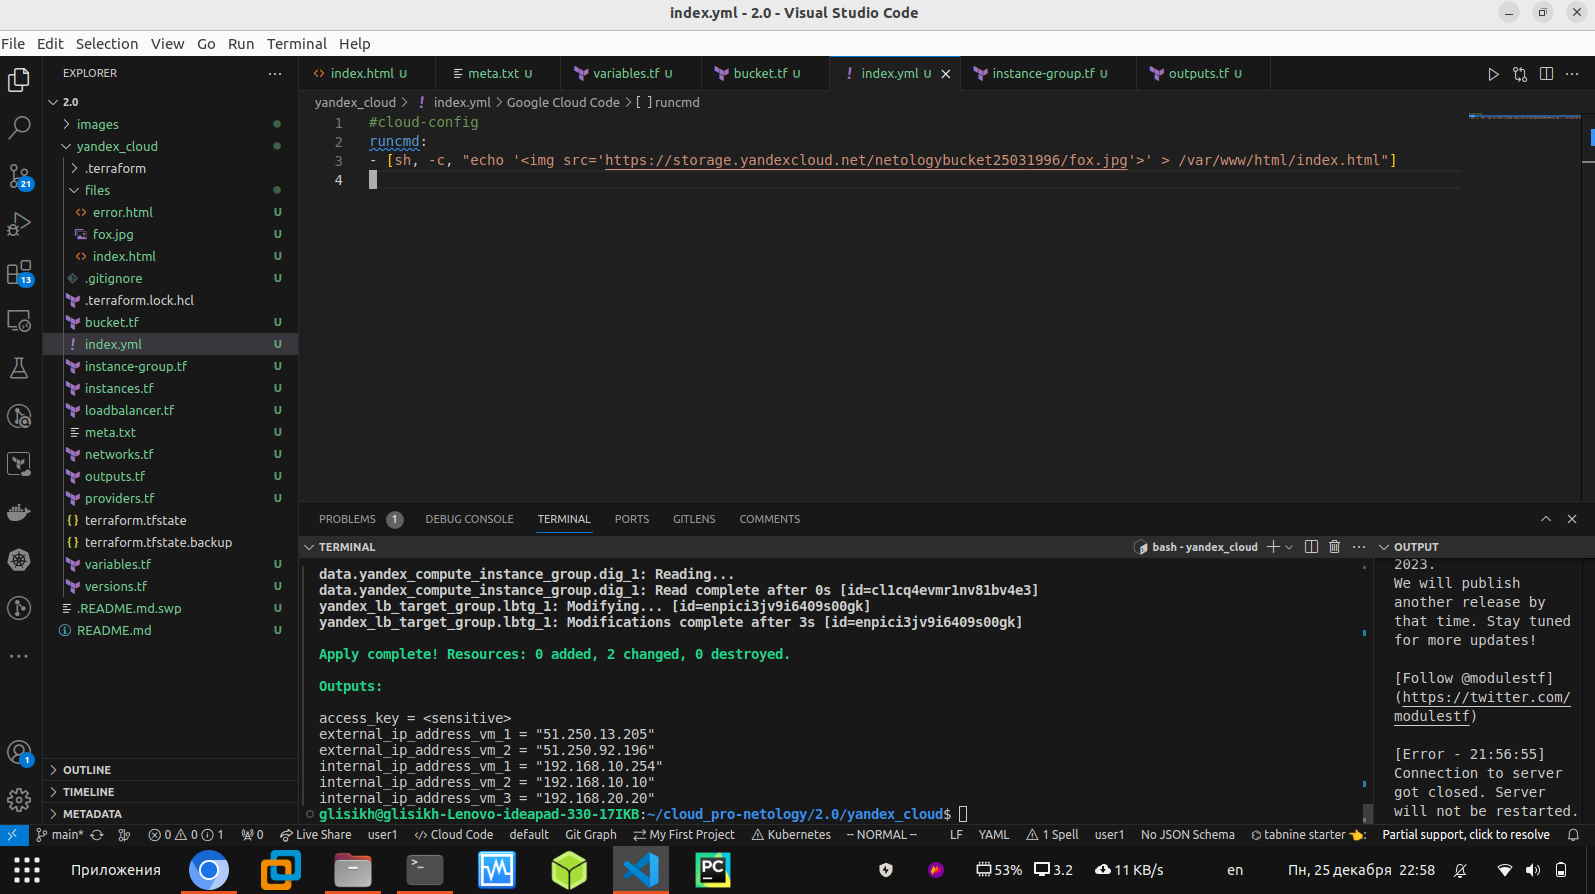 index.yml - 2.0 - Visual Studio Code
File Edit Selection View Go Run Terminal Help
EXPLORER
2.0
images
yandex_cloud
.terraform
files
error.html U
fox.jpg U
index.html U
.gitignore U
.terraform.lock.hcl
bucket.tf U
index.yml U
instance-group.tf U
instances.tf U
loadbalancer.tf U
meta.txt U
networks.tf U
outputs.tf U
providers.tf U
terraform.tfstate
terraform.tfstate.backup
variables.tf U
versions.tf U
.README.md.swp U
README.md U
OUTLINE
TIMELINE
METADATA
21
13
1
index.html U meta.txt U variables.tf U bucket.tf U index.yml U instance-group.tf U outputs.tf U
yandex_cloud > ! index.yml > Google Cloud Code > [ ] runcmd
1 #cloud-config
2 runcmd:
3 - [sh, -c, "echo '<img src='https://storage.yandexcloud.net/netologybucket25031996/fox.jpg'>' > /var/www/html/index.html"]
4
PROBLEMS 1 DEBUG CONSOLE TERMINAL PORTS GITLENS COMMENTS
TERMINAL
bash - yandex_cloud
data.yandex_compute_instance_group.dig_1: Reading...
data.yandex_compute_instance_group.dig_1: Read complete after 0s [id=cl1cq4evmr1nv81bv4e3]
yandex_lb_target_group.lbtg_1: Modifying... [id=enpici3jv9i6409s00gk]
yandex_lb_target_group.lbtg_1: Modifications complete after 3s [id=enpici3jv9i6409s00gk]
Apply complete! Resources: 0 added, 2 changed, 0 destroyed.
Outputs:
access_key = <sensitive>
external_ip_address_vm_1 = "51.250.13.205"
external_ip_address_vm_2 = "51.250.92.196"
internal_ip_address_vm_1 = "192.168.10.254"
internal_ip_address_vm_2 = "192.168.10.10"
internal_ip_address_vm_3 = "192.168.20.20"
glisikh@glisikh-Lenovo-ideapad-330-17IKB:~/cloud_pro-netology/2.0/yandex_cloud$
OUTPUT
2023.
We will publish
another release by
that time. Stay tuned
for more updates!
[Follow @modulestf]
(https://twitter.com/
modulestf)
[Error - 21:56:55]
Connection to server
got closed. Server
will not be restarted.
main* 0 0 1 0 Live Share user1 Cloud Code default Git Graph My First Project Kubernetes -- NORMAL -- LF YAML 1 Spell user1 No JSON Schema tabnine starter Partial support, click to resolve
Приложения >_ PC 53% 3.2 11 KB/s en Пн, 25 декабря 22:58